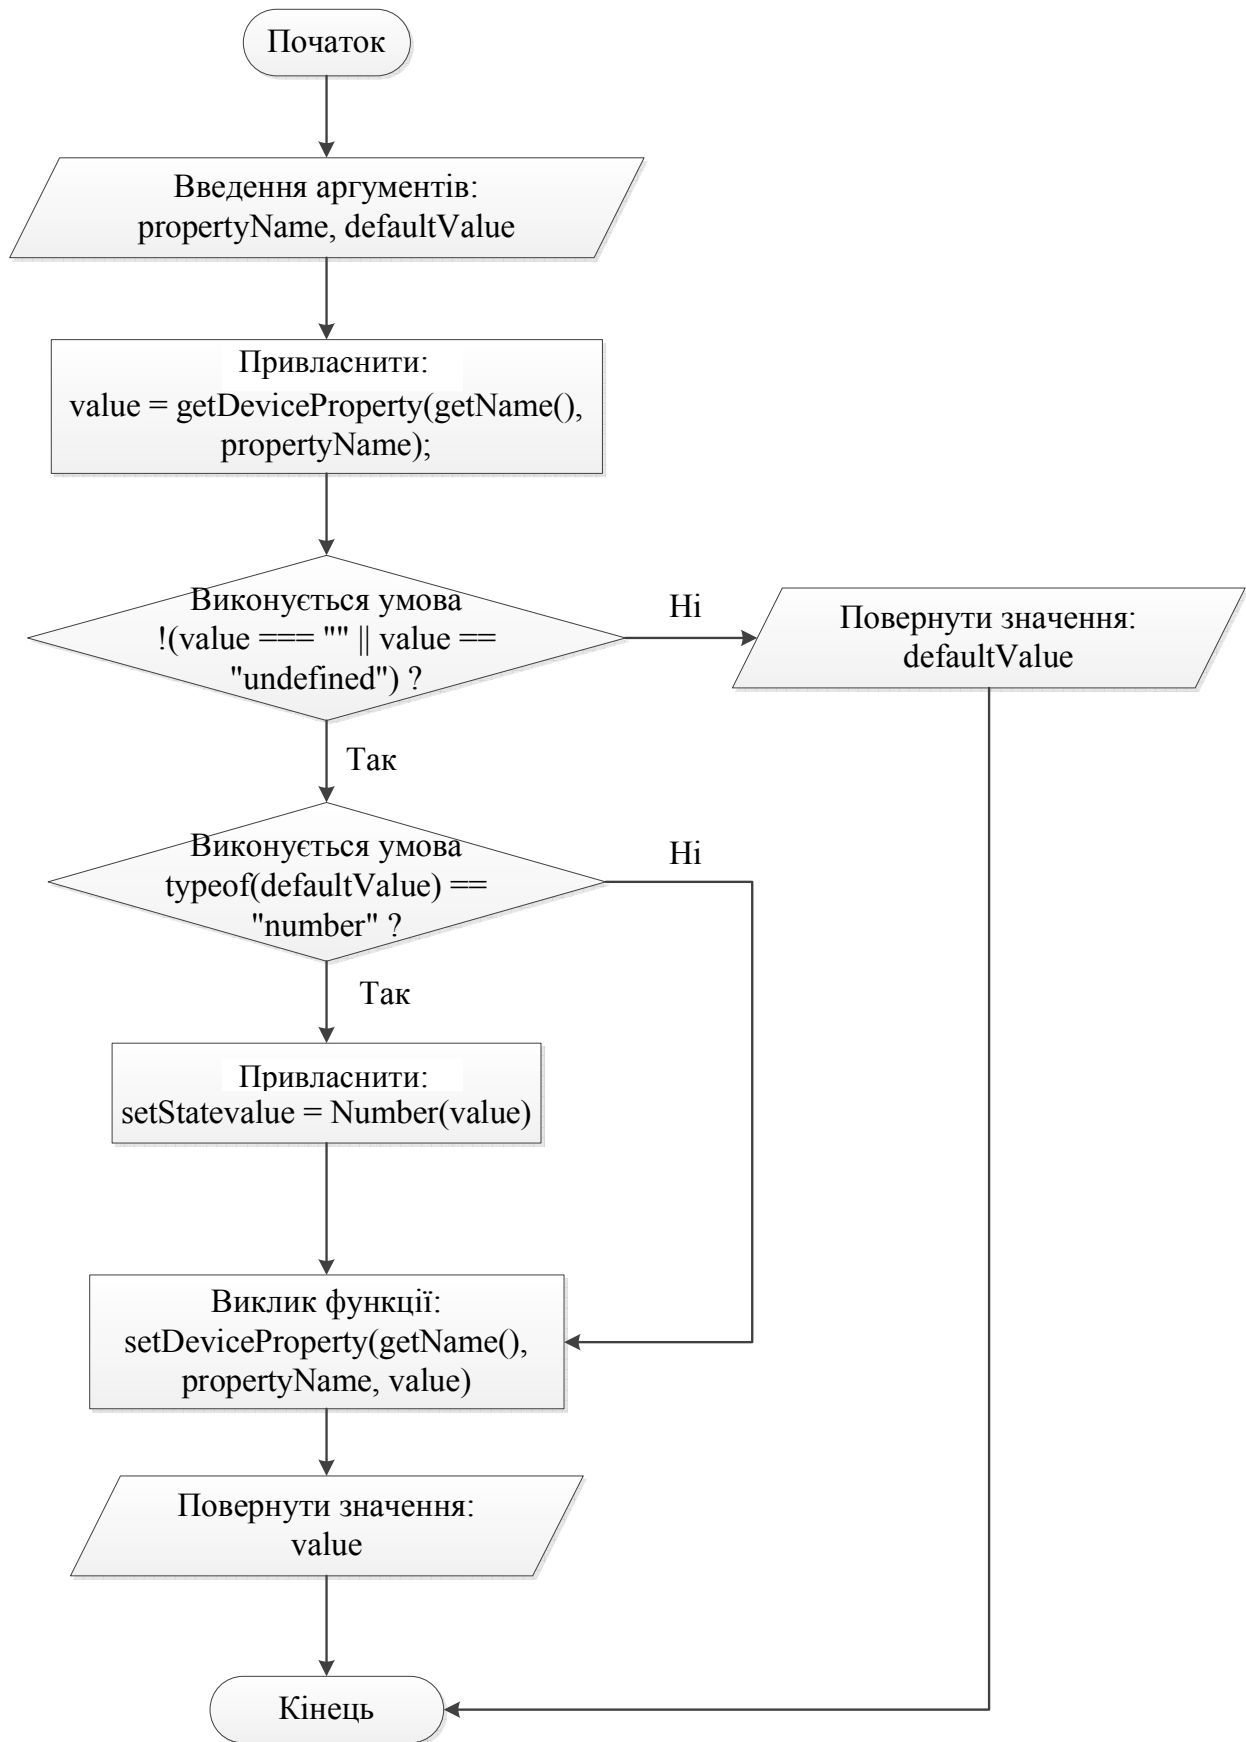 Початок
Введення аргументів:
propertyName, defaultValue
Привласнити:
value = getDeviceProperty(getName(),
propertyName);
Виконується умова
!(value === "" || value ==
"undefined") ?
Ні
Повернути значення:
defaultValue
Так
Виконується умова
typeof(defaultValue) ==
"number" ?
Ні
Так
Привласнити:
setStatevalue = Number(value)
Виклик функції:
setDeviceProperty(getName(),
propertyName, value)
Повернути значення:
value
Кінець